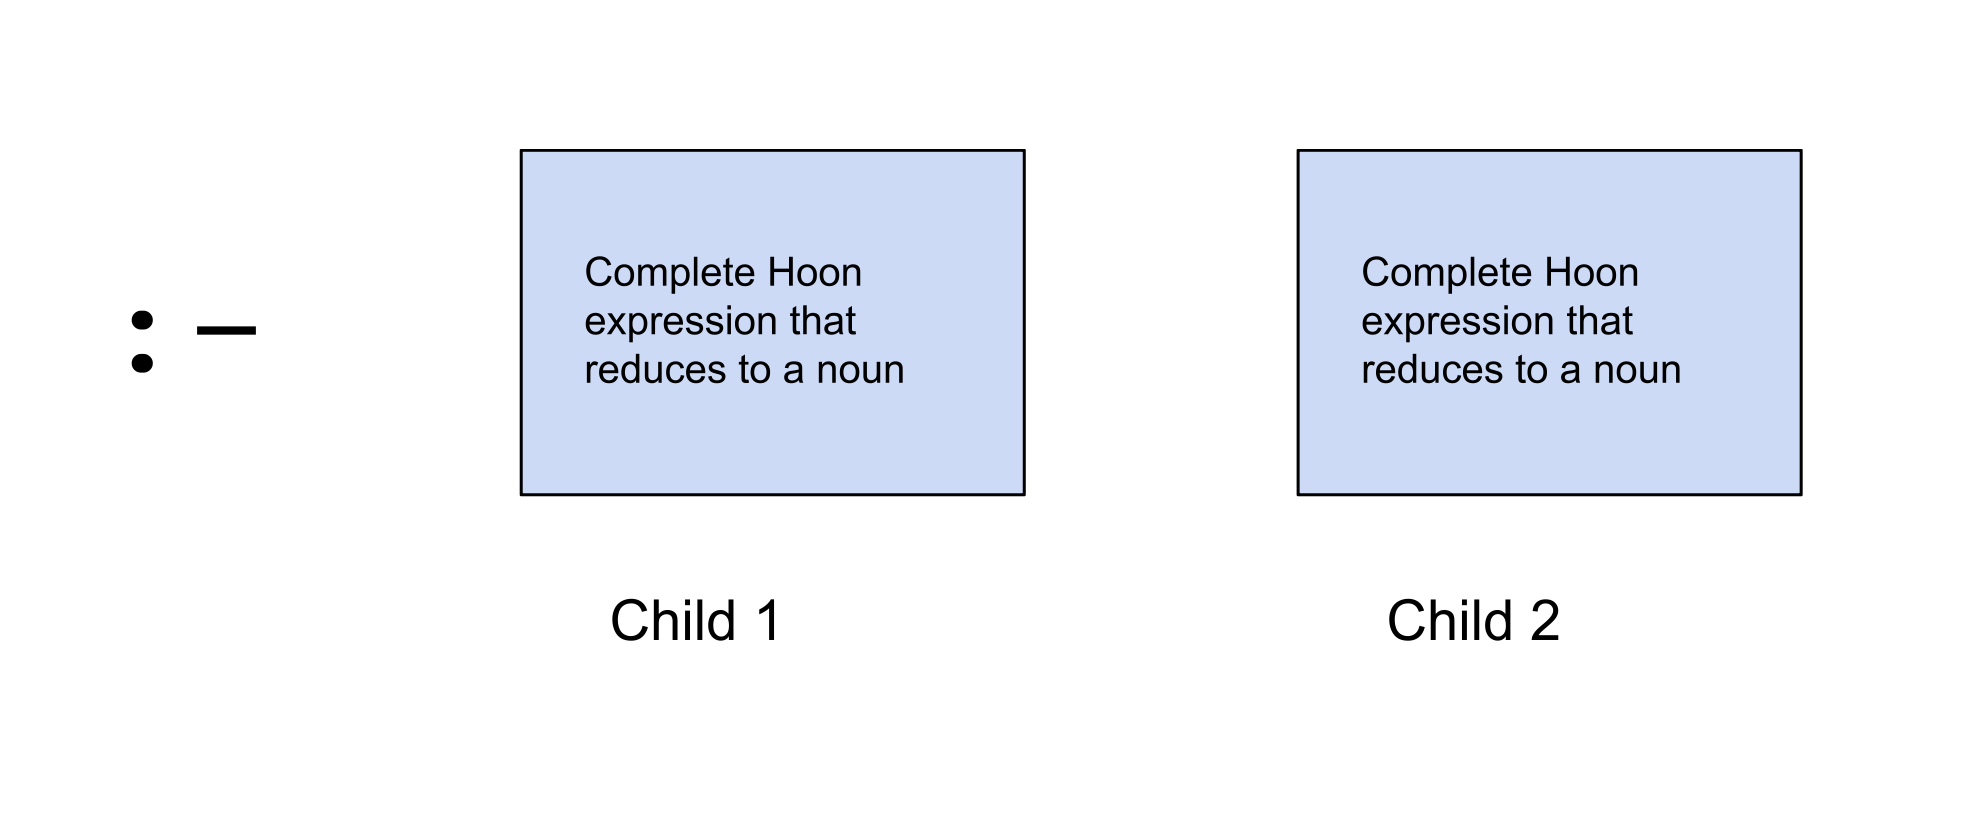 : –
Complete Hoon
expression that
reduces to a noun
Complete Hoon
expression that
reduces to a noun
Child 1
Child 2